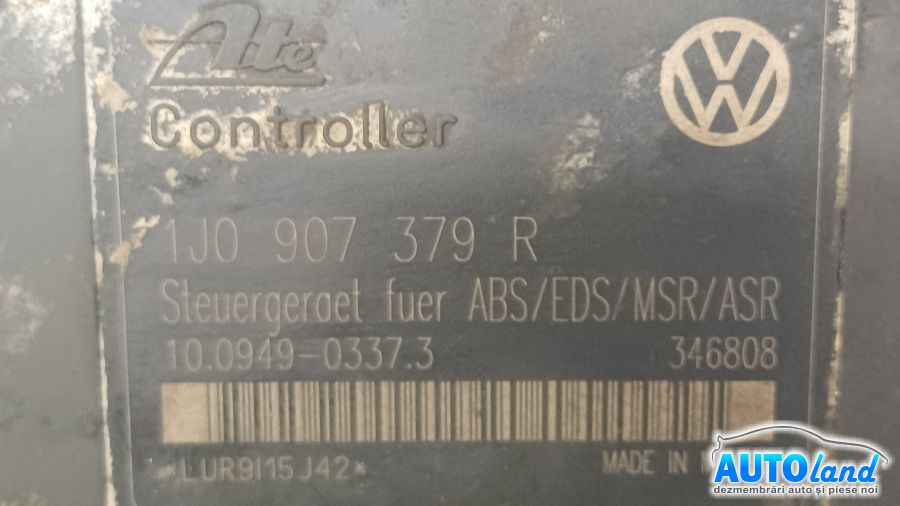 Ate
Controller
1J0 907 379 R
Steuergeraet fuer ABS/EDS/MSR/ASR
10.0949-0337.3 346808
*LUR9I15J42*
MADE IN
AUTOland
dezmembrări auto și piese noi